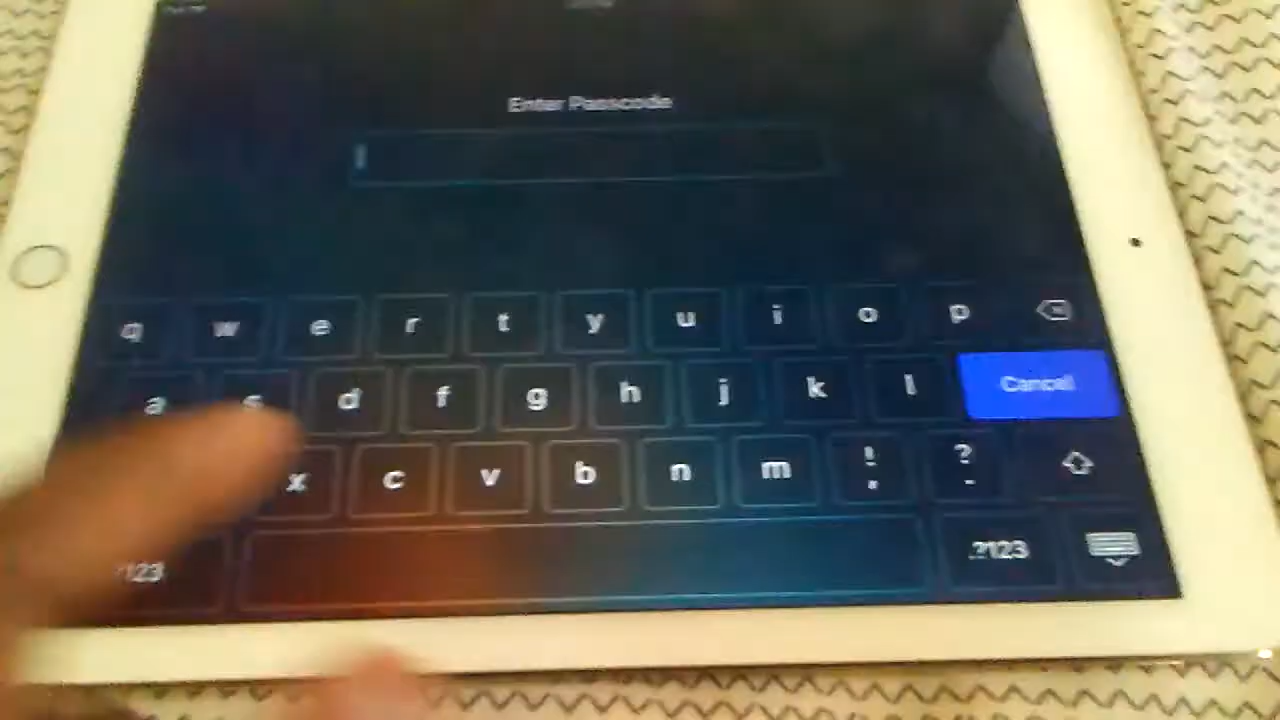 Enter Passcode
q w e r t y u i o p
a s d f g h j k l Cancel
x c v b n m ! , ? .
123 .?123